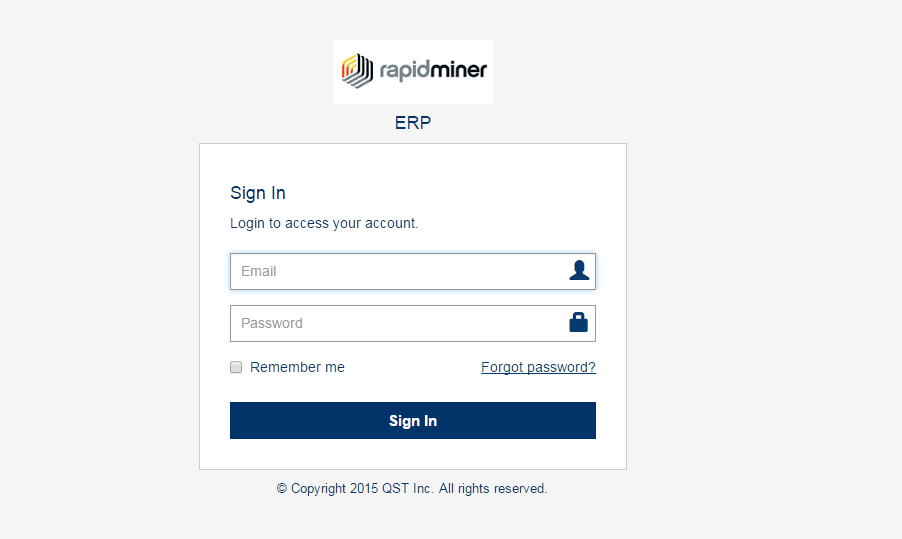 rapidminer
ERP
Sign In
Login to access your account.
Email
Password
Remember me Forgot password?
Sign In
© Copyright 2015 QST Inc. All rights reserved.